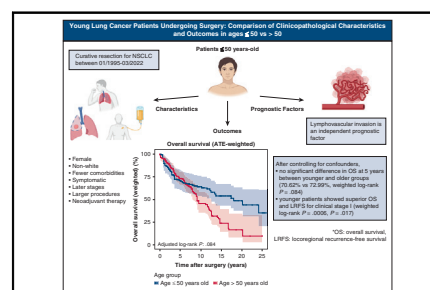 Young Lung Cancer Patients Undergoing Surgery: Comparison of Clinicopathological Characteristics
and Outcomes in ages ≦50 vs > 50
Curative resection for NSCLC
between 01/1995-03/2022
Patients ≦50 years-old
Characteristics
Prognostic Factors
Outcomes
Lymphovascular invasion is
an independent prognostic
factor
• Female
• Non-white
• Fewer comorbidities
• Symptomatic
• Later stages
• Larger procedures
• Neoadjuvant therapy
Overall survival (ATE-weighted)
Overall survival (weighted) (%)
100
75
50
25
0
Adjusted log-rank P: .084
0 5 10 15 20 25
Time after surgery (years)
Age group
Age ≤50 years old
Age > 50 years old
After controlling for confounders,
• no significant difference in OS at 5 years
between younger and older groups
(70.62% vs 72.99%, weighted log-rank
P = .084)
• younger patients showed superior OS
and LRFS for clinical stage I (weighted
log-rank P = .0006, P = .017)
*OS: overall survival,
LRFS: locoregional recurrence-free survival